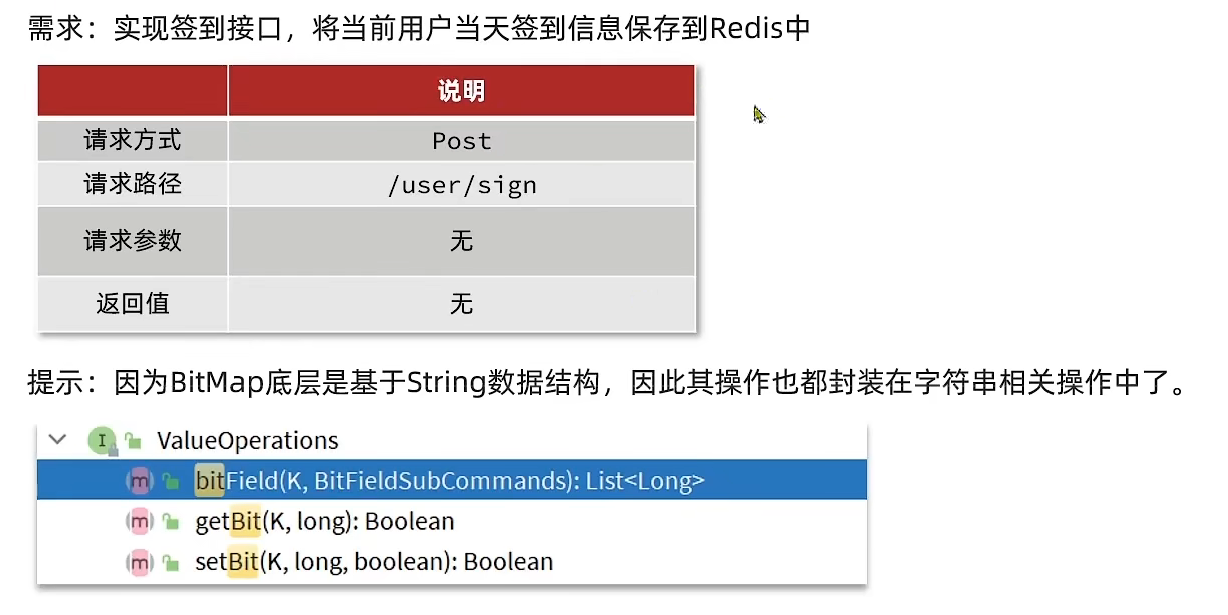 需求：实现签到接口，将当前用户当天签到信息保存到Redis中
说明
请求方式 Post
请求路径 /user/sign
请求参数 无
返回值 无
提示：因为BitMap底层是基于String数据结构，因此其操作也都封装在字符串相关操作中了。
I ValueOperations
m bitField(K, BitFieldSubCommands): List<Long>
m getBit(K, long): Boolean
m setBit(K, long, boolean): Boolean